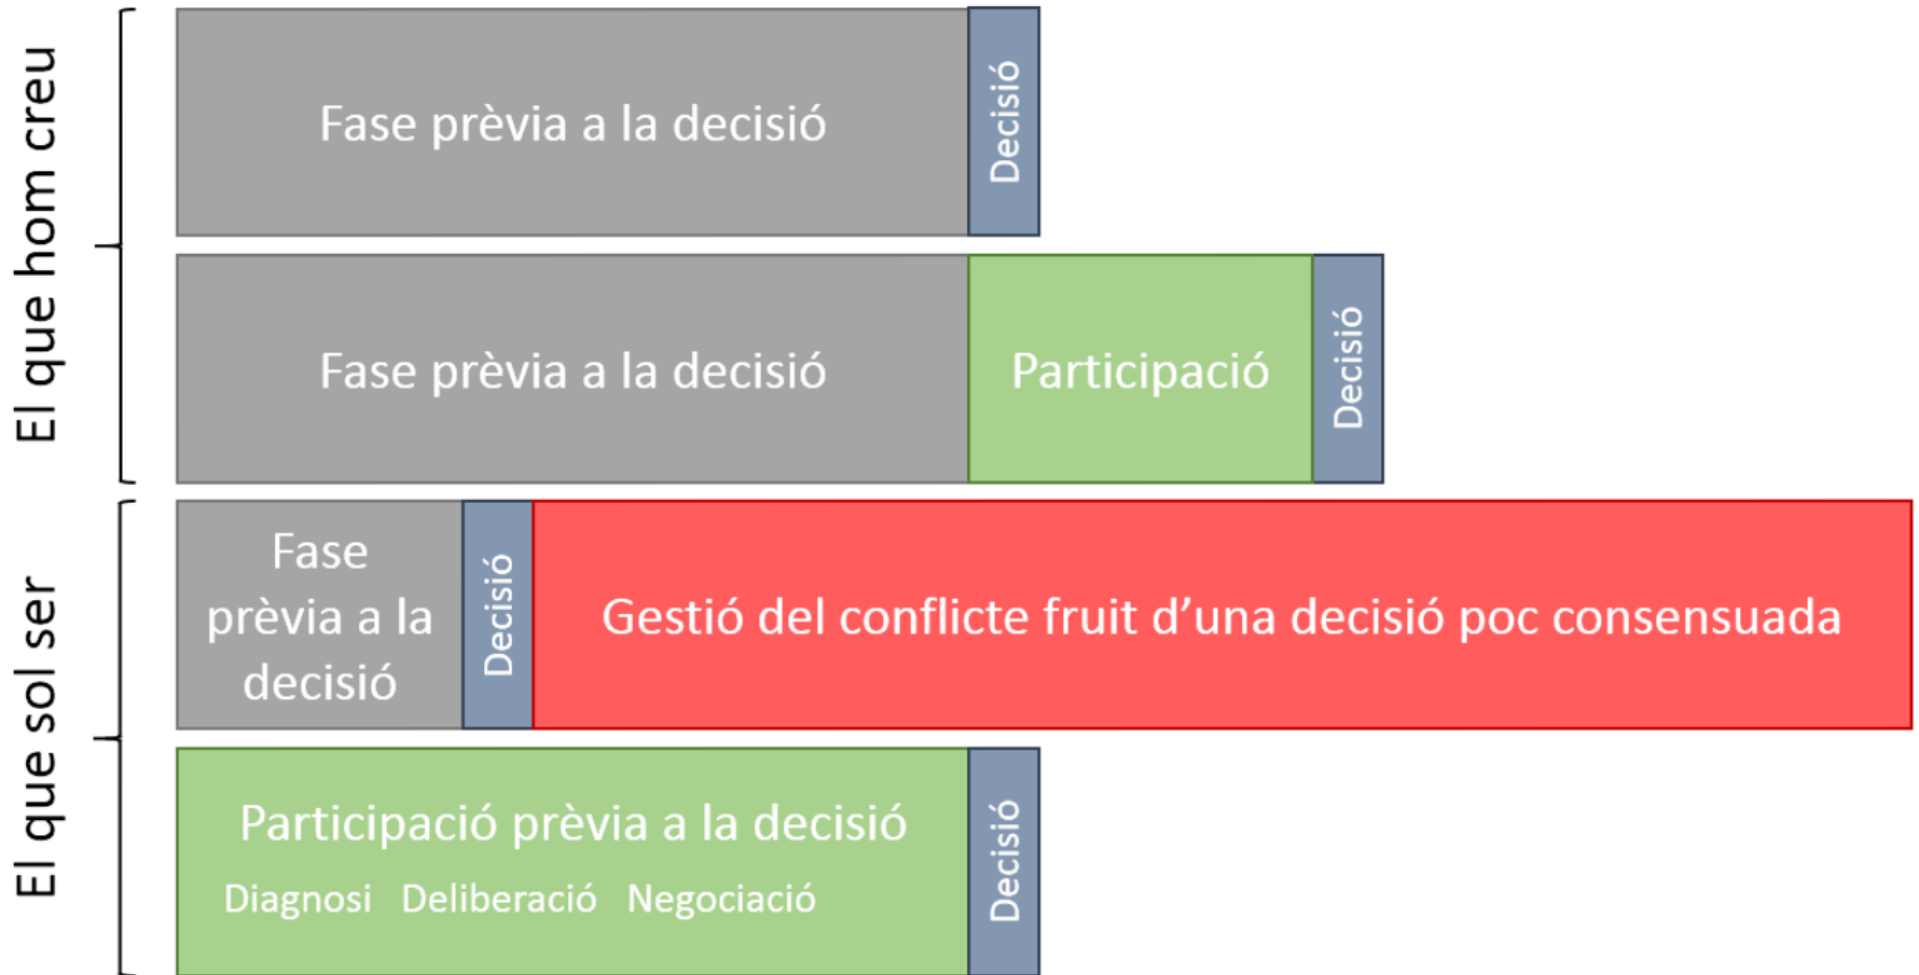 El que hom creu
Fase prèvia a la decisió
Decisió
Fase prèvia a la decisió
Participació
Decisió
El que sol ser
Fase
prèvia a la
decisió
Decisió
Gestió del conflicte fruit d’una decisió poc consensuada
Participació prèvia a la decisió
Diagnosi Deliberació Negociació
Decisió